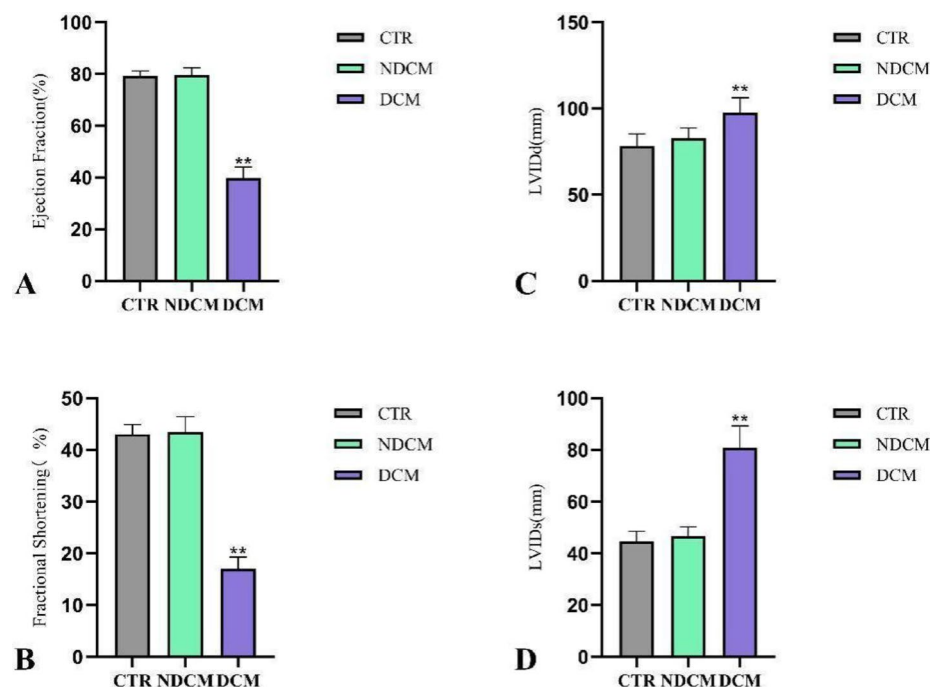 100
80
60
40
20
0
Ejection Fraction(%)
**
CTR NDCM DCM
CTR
NDCM
DCM
A
150
100
50
0
LVIDd(mm)
**
CTR NDCM DCM
CTR
NDCM
DCM
C
50
40
30
20
10
0
Fractional Shortening( %)
**
CTR NDCM DCM
CTR
NDCM
DCM
B
100
80
60
40
20
0
LVIDs(mm)
**
CTR NDCM DCM
CTR
NDCM
DCM
D